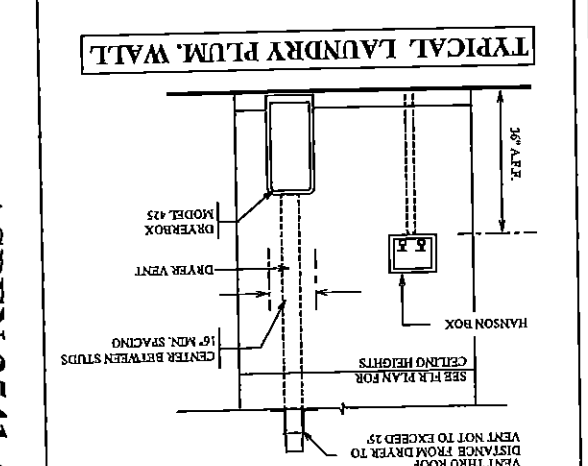 VENT THRU ROOF
DISTANCE FROM DRYER TO
VENT NOT TO EXCEED 25'
SEE FLR PLAN FOR
CEILING HEIGHTS
HANSON BOX
CENTER BETWEEN STUDS
16" MIN. SPACING
DRYER VENT
DRYERBOX
MODEL 425
36" A.F.F.
TYPICAL LAUNDRY PLUM. WALL